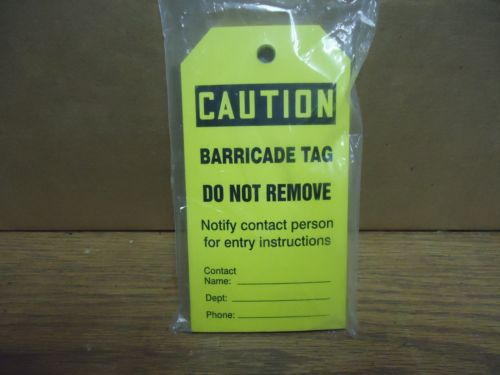 CAUTION
BARRICADE TAG
DO NOT REMOVE
Notify contact person
for entry instructions
Contact
Name:
Dept:
Phone: